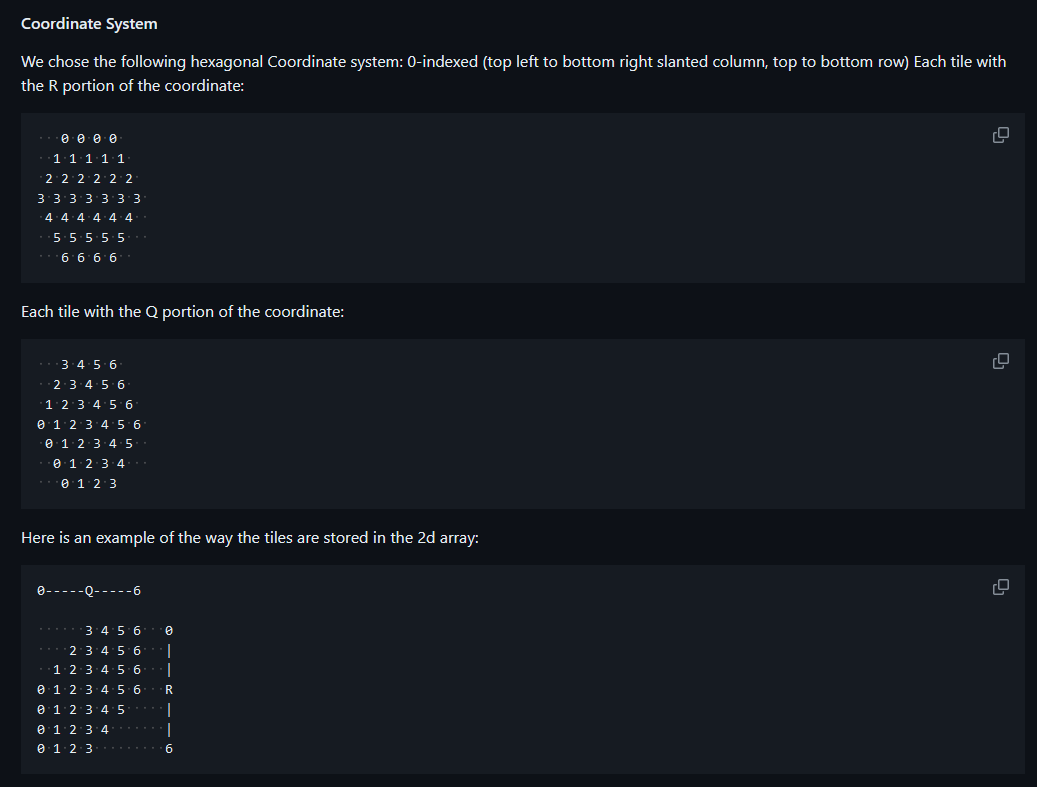 Coordinate System
We chose the following hexagonal Coordinate system: 0-indexed (top left to bottom right slanted column, top to bottom row) Each tile with
the R portion of the coordinate:
···0·0·0·0·
··1·1·1·1·1·
·2·2·2·2·2·2·
3·3·3·3·3·3·3·
·4·4·4·4·4·4··
··5·5·5·5·5···
···6·6·6·6··
Each tile with the Q portion of the coordinate:
···3·4·5·6·
··2·3·4·5·6·
·1·2·3·4·5·6·
0·1·2·3·4·5·6·
·0·1·2·3·4·5··
··0·1·2·3·4···
···0·1·2·3
Here is an example of the way the tiles are stored in the 2d array:
0-----Q-----6
······3·4·5·6···0
····2·3·4·5·6···|
··1·2·3·4·5·6···|
0·1·2·3·4·5·6···R
0·1·2·3·4·5·····|
0·1·2·3·4·······|
0·1·2·3·········6